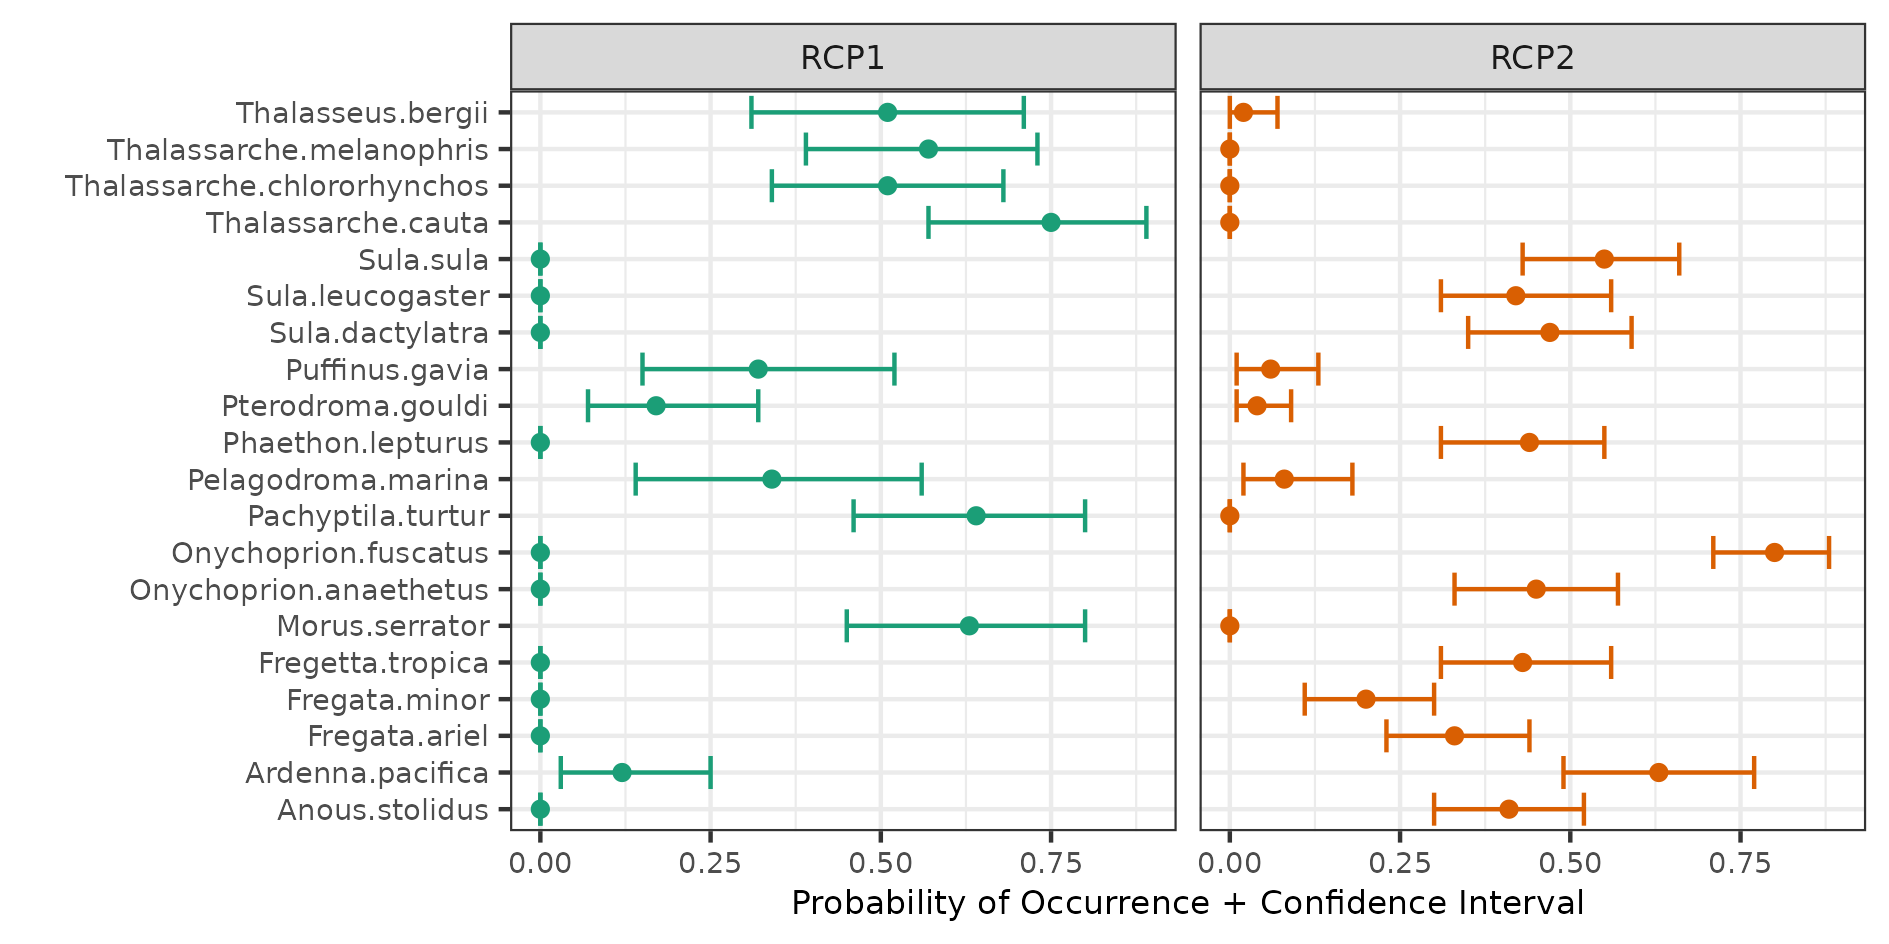 RCP1
RCP2
Thalasseus.bergii
Thalassarche.melanophris
Thalassarche.chlororhynchos
Thalassarche.cauta
Sula.sula
Sula.leucogaster
Sula.dactylatra
Puffinus.gavia
Pterodroma.gouldi
Phaethon.lepturus
Pelagodroma.marina
Pachyptila.turtur
Onychoprion.fuscatus
Onychoprion.anaethetus
Morus.serrator
Fregetta.tropica
Fregata.minor
Fregata.ariel
Ardenna.pacifica
Anous.stolidus
0.00 0.25 0.50 0.75
0.00 0.25 0.50 0.75
Probability of Occurrence + Confidence Interval